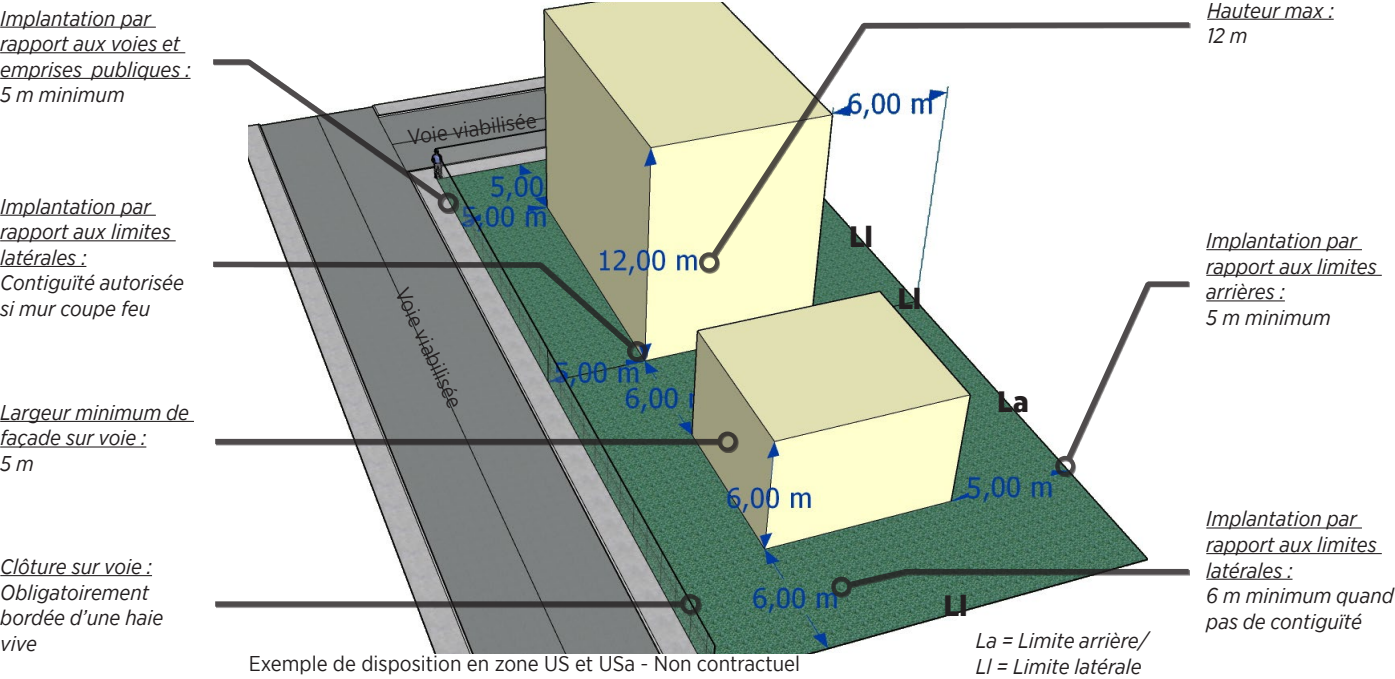 Implantation par
rapport aux voies et
emprises publiques :
5 m minimum
Implantation par
rapport aux limites
latérales :
Contiguïté autorisée
si mur coupe feu
Largeur minimum de
façade sur voie :
5 m
Clôture sur voie :
Obligatoirement
bordée d'une haie
vive
Voie viabilisée
Voie viabilisée
5,00
5,00 m
12,00 m
6,00 m
5,00 m
6,00
6,00 m
5,00 m
6,00 m
Ll
Ll
La
Ll
Hauteur max :
12 m
Implantation par
rapport aux limites
arrières :
5 m minimum
Implantation par
rapport aux limites
latérales :
6 m minimum quand
pas de contiguïté
La = Limite arrière/
Ll = Limite latérale
Exemple de disposition en zone US et USa - Non contractuel